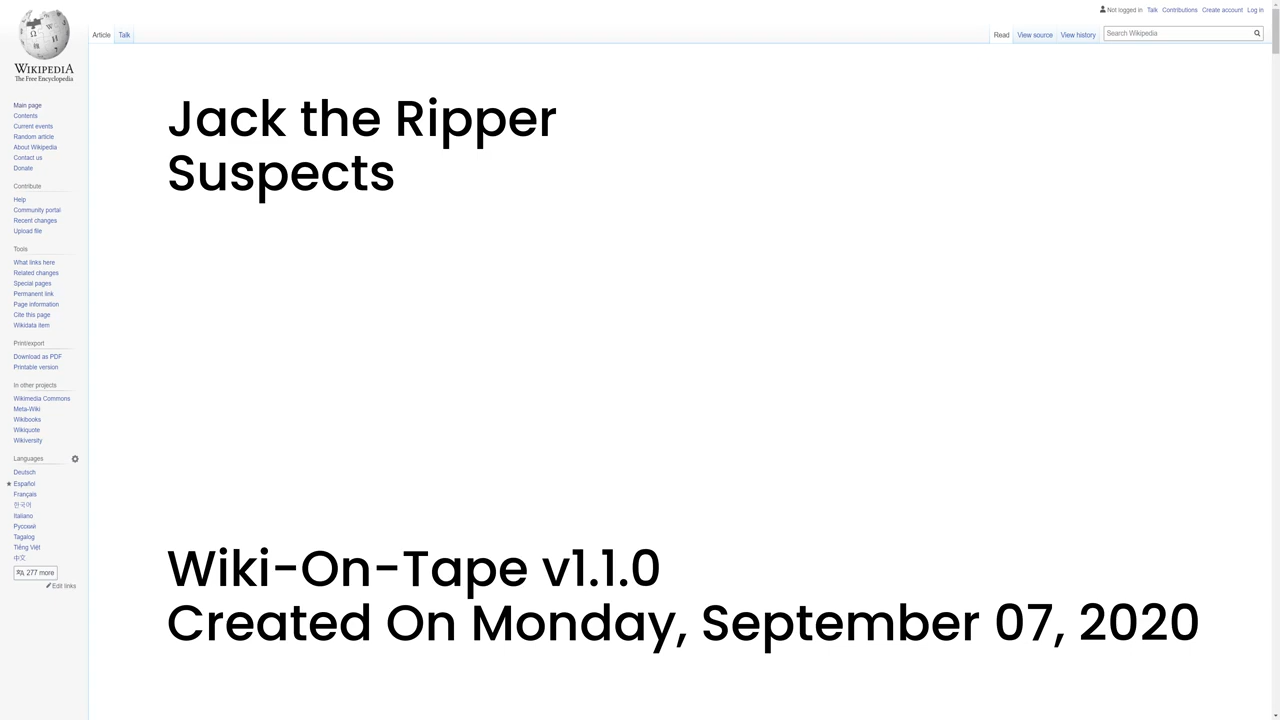 Not logged in Talk Contributions Create account Log in
Article Talk Read View source View history Search Wikipedia
WIKIPEDIA
The Free Encyclopedia
Main page
Contents
Current events
Random article
About Wikipedia
Contact us
Donate
Contribute
Help
Community portal
Recent changes
Upload file
Tools
What links here
Related changes
Special pages
Permanent link
Page information
Cite this page
Wikidata item
Print/export
Download as PDF
Printable version
In other projects
Wikimedia Commons
Meta-Wiki
Wikibooks
Wikiquote
Wikiversity
Languages
Deutsch
Español
Français
한국어
Italiano
Русский
Tagalog
Tiếng Việt
中文
277 more
Edit links
Jack the Ripper
Suspects
Wiki-On-Tape v1.1.0
Created On Monday, September 07, 2020